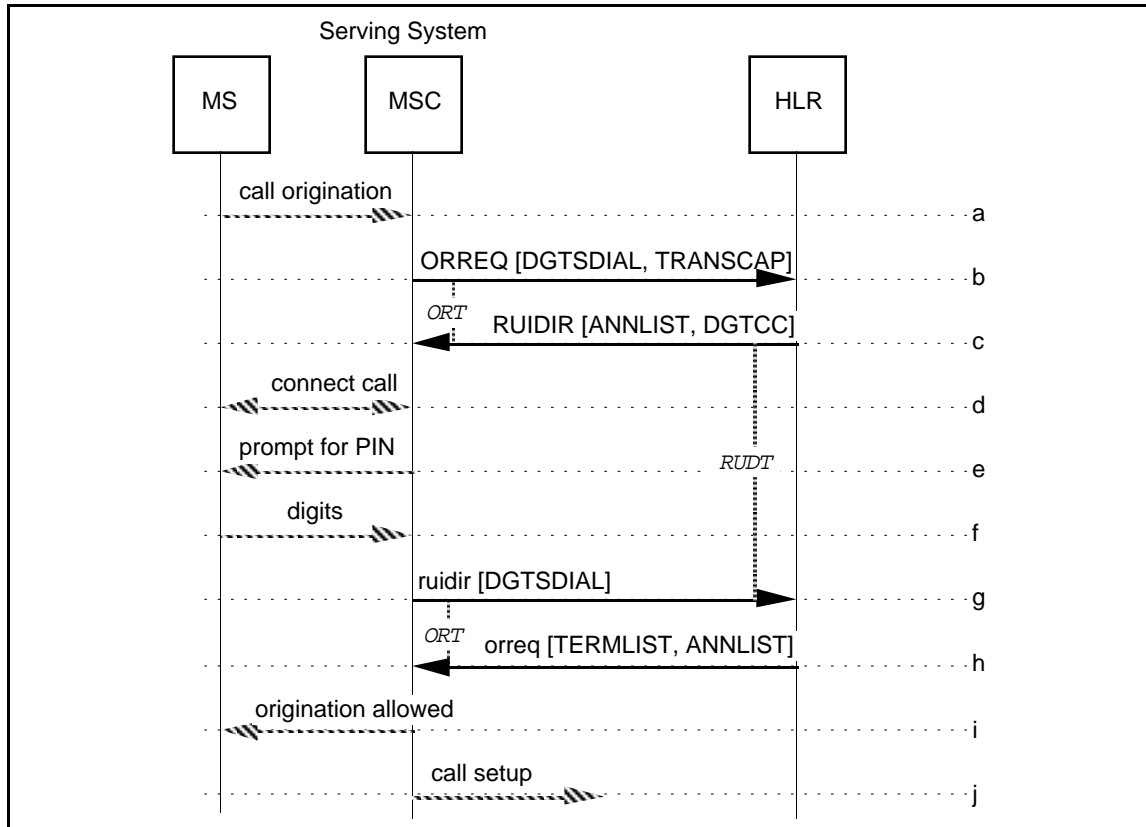 Serving System
MS
MSC
HLR
call origination
a
ORREQ [DGTSDIAL, TRANSCAP]
b
ORT
RUIDIR [ANNLIST, DGTCC]
c
connect call
d
prompt for PIN
RUDT
e
digits
f
ruidir [DGTSDIAL]
g
ORT
orreq [TERMLIST, ANNLIST]
h
origination allowed
i
call setup
j